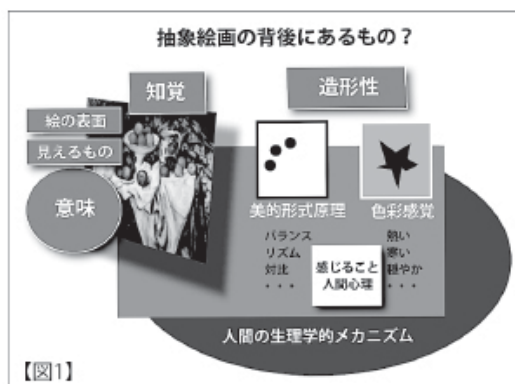 抽象絵画の背後にあるもの?
知覚
造形性
絵の表面
見えるもの
意味
美的形式原理
色彩感覚
バランス
リズム
対比
・・・
熱い
寒い
穏やか
・・・
感じること
人間心理
人間の生理学的メカニズム
【図1】